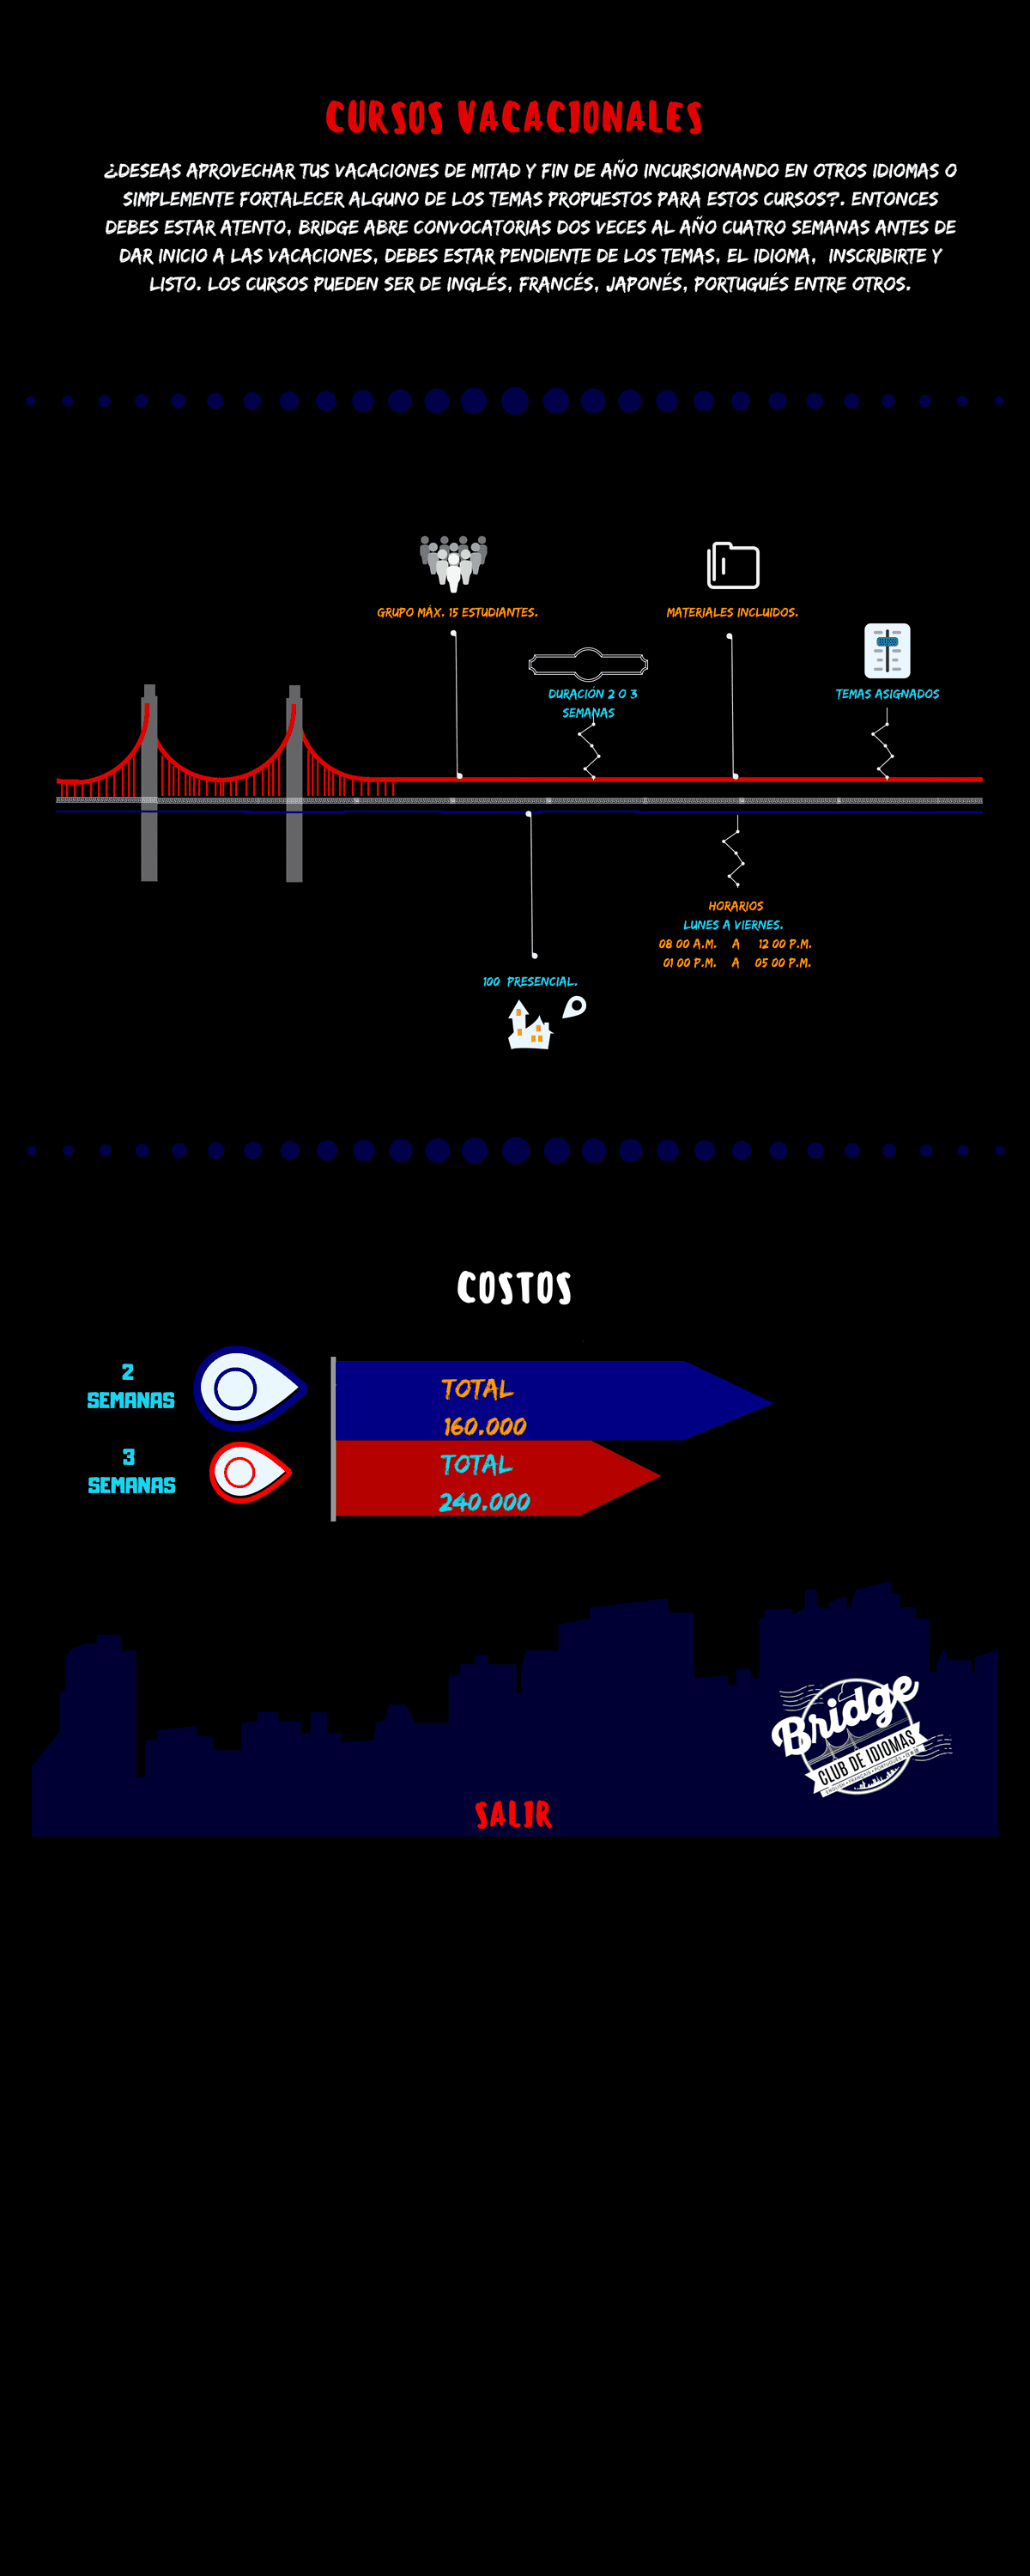 CURSOS VACACIONALES
¿DESEAS APROVECHAR TUS VACACIONES DE MITAD Y FIN DE AÑO INCURSIONANDO EN OTROS IDIOMAS O
SIMPLEMENTE FORTALECER ALGUNO DE LOS TEMAS PROPUESTOS PARA ESTOS CURSOS?. ENTONCES
DEBES ESTAR ATENTO, BRIDGE ABRE CONVOCATORIAS DOS VECES AL AÑO CUATRO SEMANAS ANTES DE
DAR INICIO A LAS VACACIONES, DEBES ESTAR PENDIENTE DE LOS TEMAS, EL IDIOMA, INSCRIBIRTE Y
LISTO. LOS CURSOS PUEDEN SER DE INGLÉS, FRANCÉS, JAPONÉS, PORTUGUÉS ENTRE OTROS.
GRUPO MÁX. 15 ESTUDIANTES.
MATERIALES INCLUIDOS.
DURACIÓN 2 O 3
SEMANAS
TEMAS ASIGNADOS
HORARIOS
LUNES A VIERNES.
08 00 A.M. A 12 00 P.M.
01 00 P.M. A 05 00 P.M.
100 PRESENCIAL.
COSTOS
2
SEMANAS
TOTAL
160.000
3
SEMANAS
TOTAL
240.000
Bridge
CLUB DE IDIOMAS
SALIR